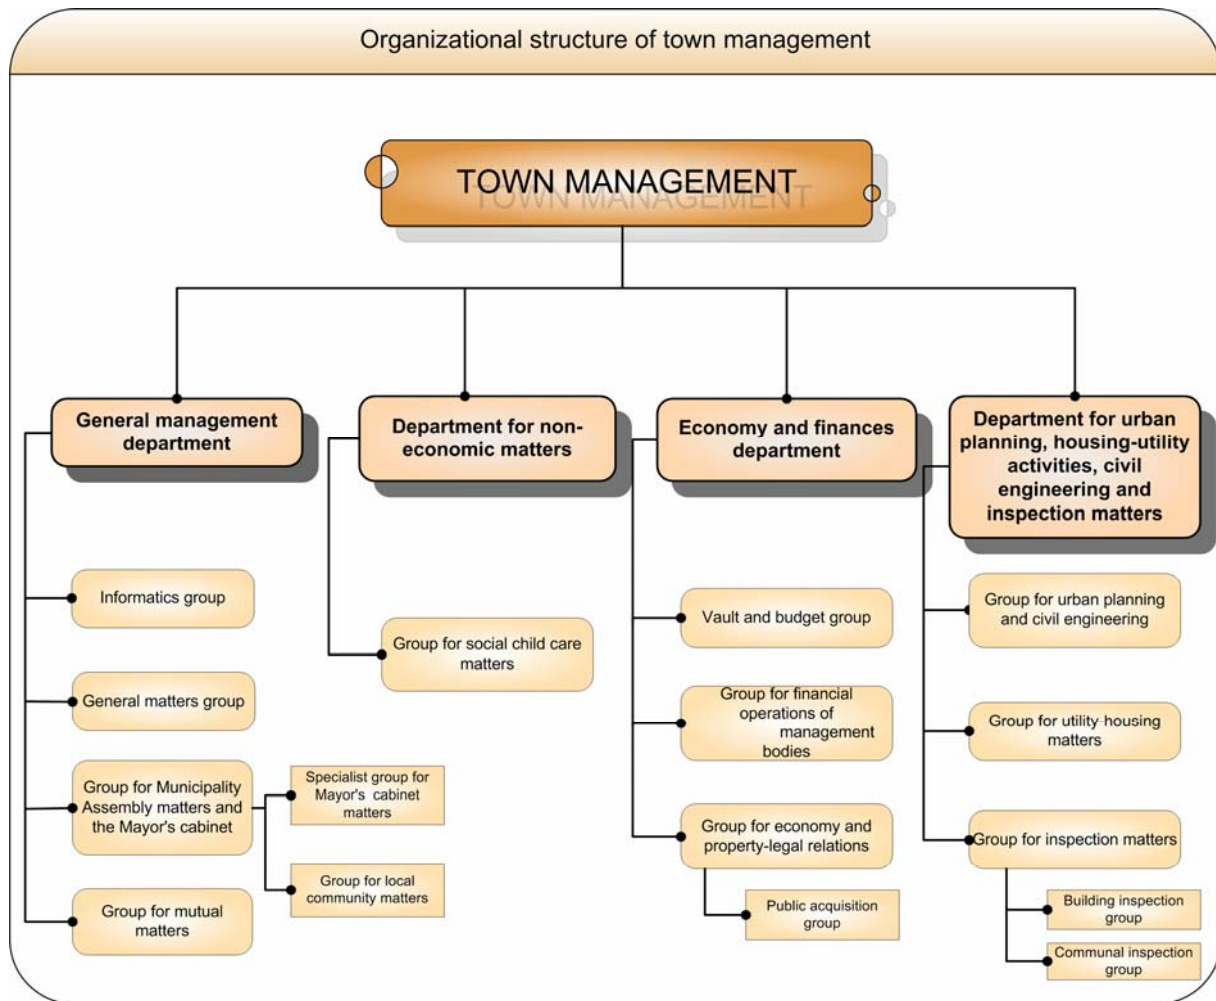 Organizational structure of town management
TOWN MANAGEMENT
General management
department
Department for non-
economic matters
Economy and finances
department
Department for urban
planning, housing-utility
activities, civil
engineering and
inspection matters
Informatics group
General matters group
Group for Municipality
Assembly matters and
the Mayor's cabinet
Specialist group for
Mayor's cabinet
matters
Group for local
community matters
Group for mutual
matters
Group for social child care
matters
Vault and budget group
Group for financial
operations of
management
bodies
Group for economy and
property-legal relations
Public acquisition
group
Group for urban planning
and civil engineering
Group for utility-housing
matters
Group for inspection matters
Building inspection
group
Communal inspection
group